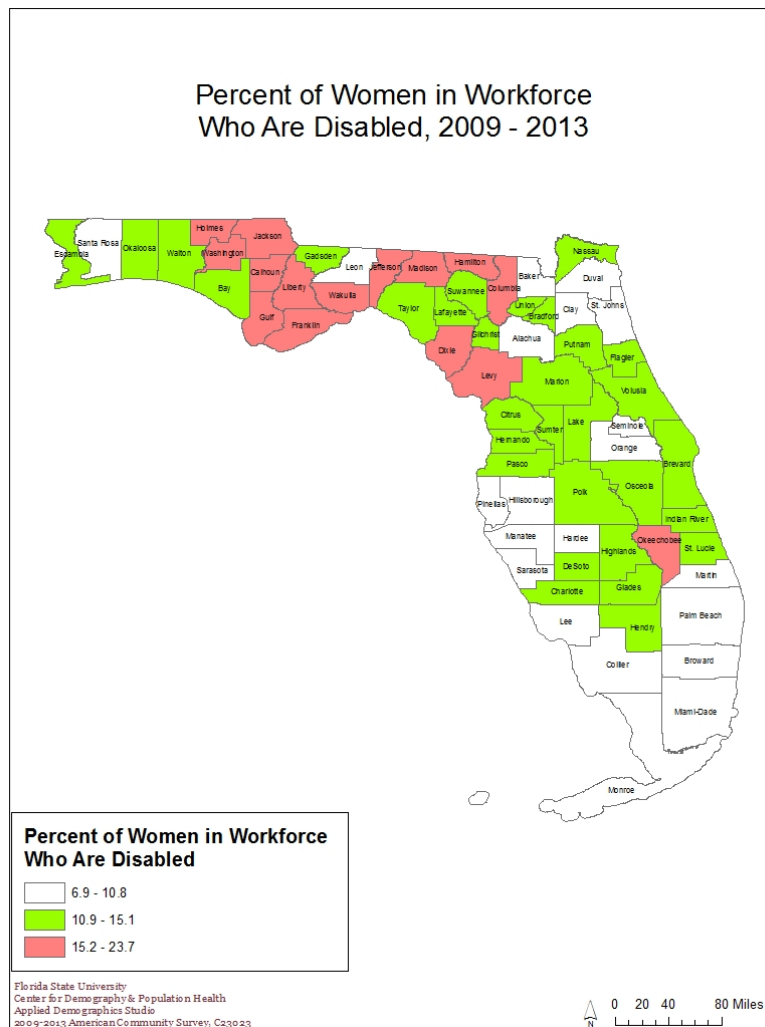 Percent of Women in Workforce
Who Are Disabled, 2009 - 2013
Holmes
Jackson
Santa Rosa
Okaloosa
Walton
Escambia
Washington
Gadsden
Leon
Jefferson
Madison
Hamilton
Nassau
Baker
Duval
Calhoun
Bay
Liberty
Wakulla
Suwannee
Columbia
Taylor
Lafayette
Union
Bradford
Clay
St. Johns
Gulf
Franklin
Gilchrist
Alachua
Putnam
Dixie
Flagler
Levy
Marion
Volusia
Citrus
Sumter
Lake
Seminole
Hernando
Orange
Pasco
Brevard
Osceola
Polk
Pinellas
Hillsborough
Indian River
Manatee
Hardee
Okeechobee
Highlands
St. Lucie
Sarasota
DeSoto
Martin
Charlotte
Glades
Lee
Hendry
Palm Beach
Collier
Broward
Miami-Dade
Monroe
Percent of Women in Workforce
Who Are Disabled
6.9 - 10.8
10.9 - 15.1
15.2 - 23.7
Florida State University
Center for Demography & Population Health
Applied Demographics Studio
2009-2013 American Community Survey, C23023
N
0 20 40 80 Miles